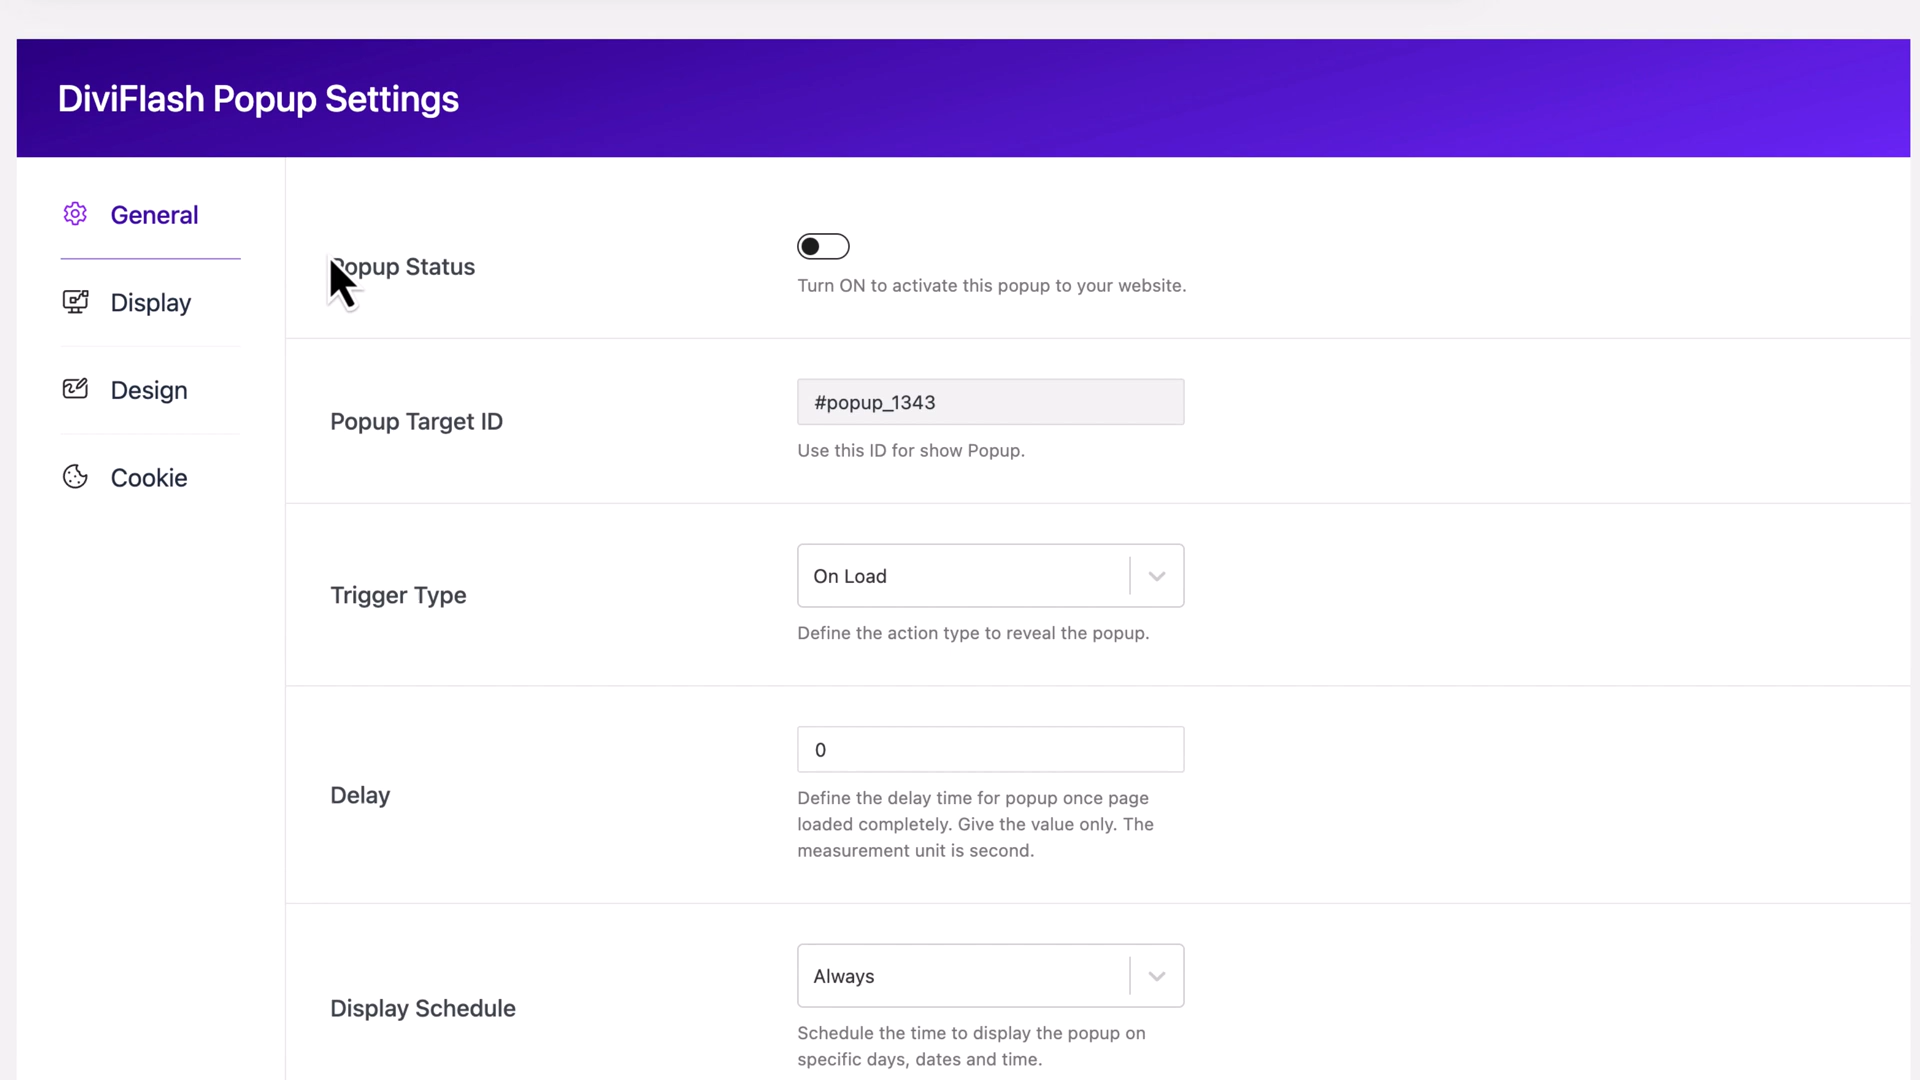 DiviFlash Popup Settings
General
Display
Design
Cookie
Popup Status
Turn ON to activate this popup to your website.
Popup Target ID
#popup_1343
Use this ID for show Popup.
Trigger Type
On Load
Define the action type to reveal the popup.
Delay
0
Define the delay time for popup once page
loaded completely. Give the value only. The
measurement unit is second.
Display Schedule
Always
Schedule the time to display the popup on
specific days, dates and time.